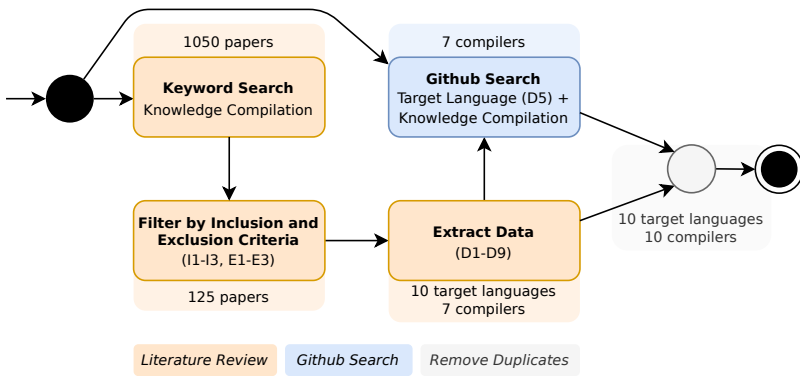 1050 papers
Keyword Search
Knowledge Compilation
7 compilers
Github Search
Target Language (D5) +
Knowledge Compilation
Filter by Inclusion and
Exclusion Criteria
(I1-I3, E1-E3)
125 papers
Extract Data
(D1-D9)
10 target languages
7 compilers
10 target languages
10 compilers
Literature Review
Github Search
Remove Duplicates